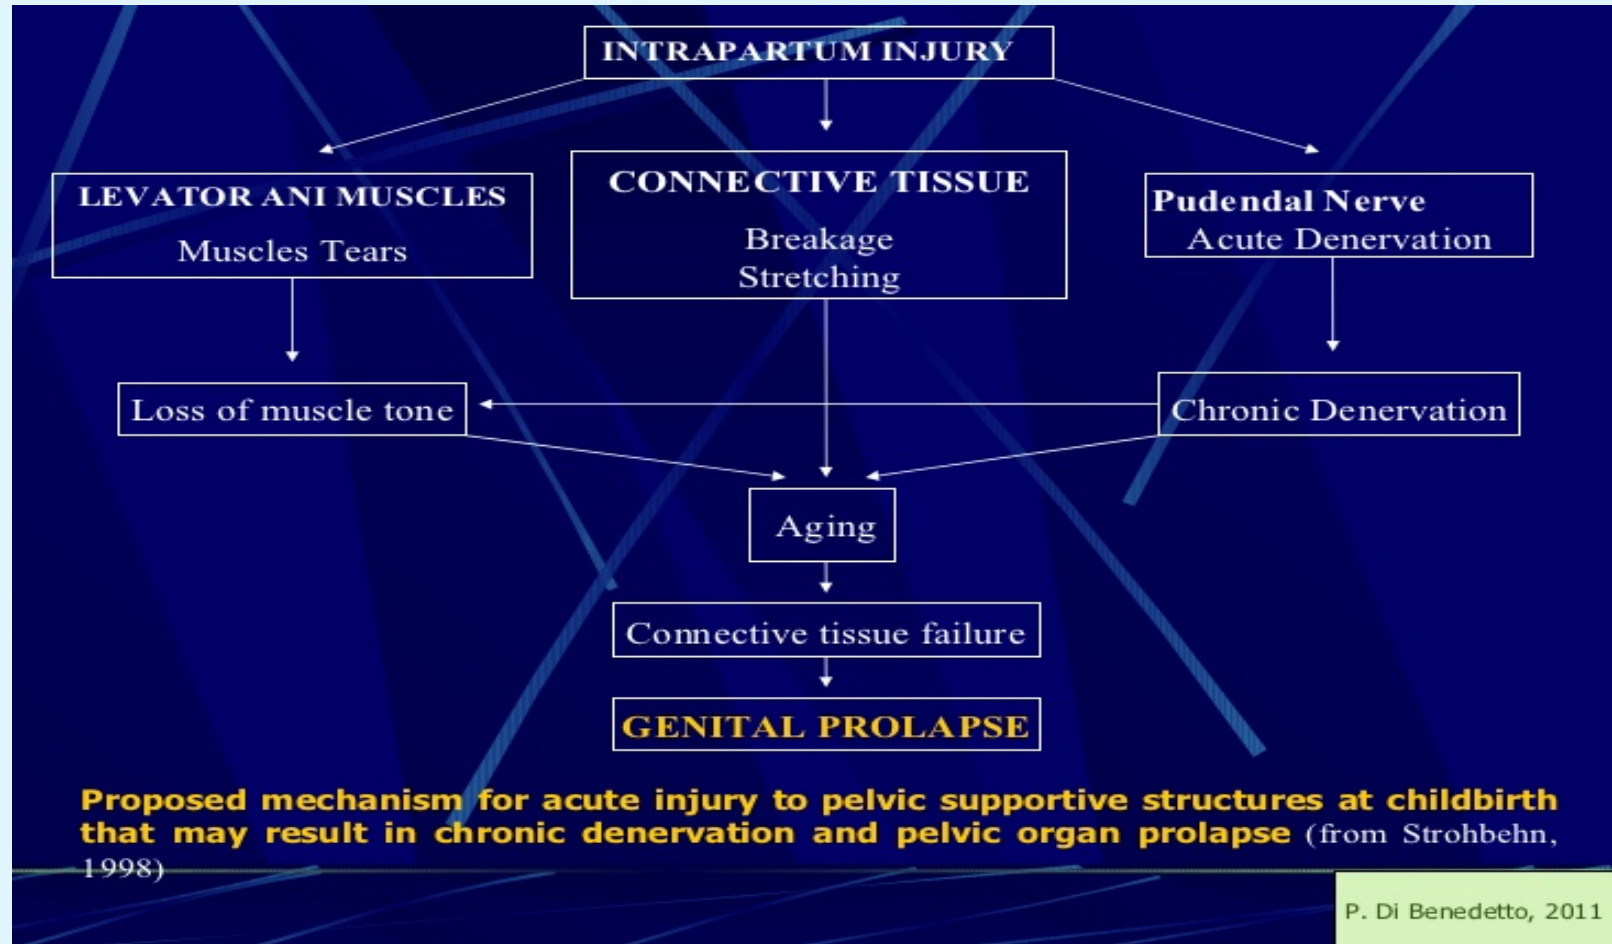 INTRAPARTUM INJURY
LEVATOR ANI MUSCLES
Muscles Tears
CONNECTIVE TISSUE
Breakage
Stretching
Pudendal Nerve
Acute Denervation
Loss of muscle tone
Chronic Denervation
Aging
Connective tissue failure
GENITAL PROLAPSE
Proposed mechanism for acute injury to pelvic supportive structures at childbirth
that may result in chronic denervation and pelvic organ prolapse (from Strohbehn,
1998)
P. Di Benedetto, 2011